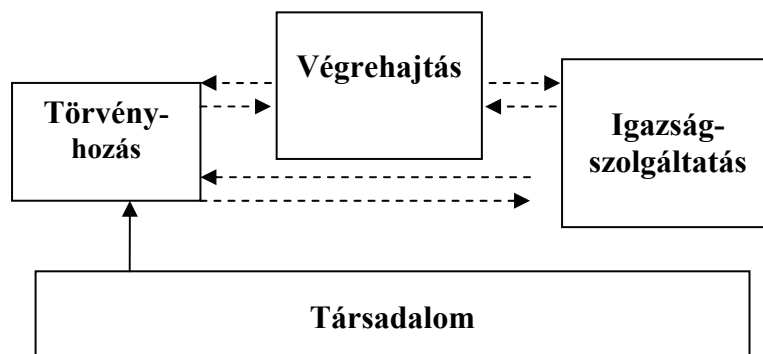 Végrehajtás
Törvény-
hozás
Igazság-
szolgáltatás
Társadalom